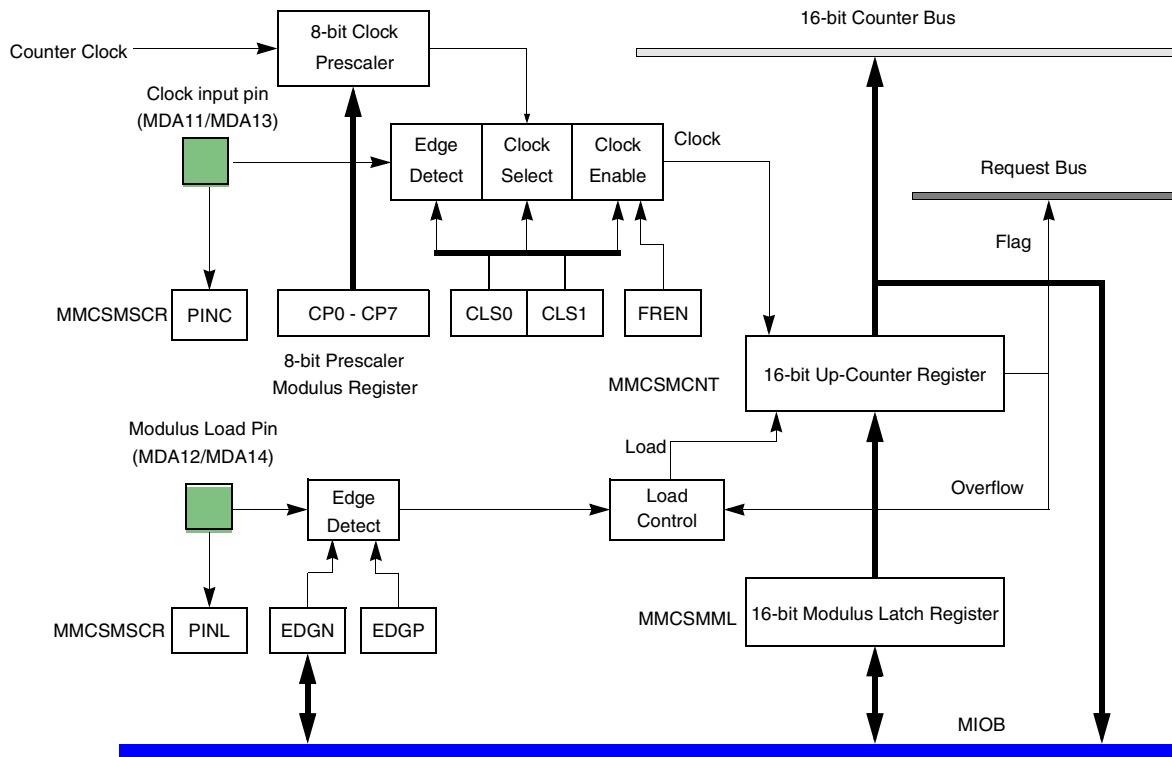 16-bit Counter Bus
8-bit Clock
Prescaler
Counter Clock
Clock input pin
(MDA11/MDA13)
Edge
Detect
Clock
Select
Clock
Enable
Clock
Request Bus
Flag
MMCSMSCR
PINC
CP0 - CP7
CLS0
CLS1
FREN
8-bit Prescaler
Modulus Register
MMCSMCNT
16-bit Up-Counter Register
Modulus Load Pin
(MDA12/MDA14)
Load
Edge
Detect
Load
Control
Overflow
MMCSMSCR
PINL
EDGN
EDGP
MMCSMML
16-bit Modulus Latch Register
MIOB